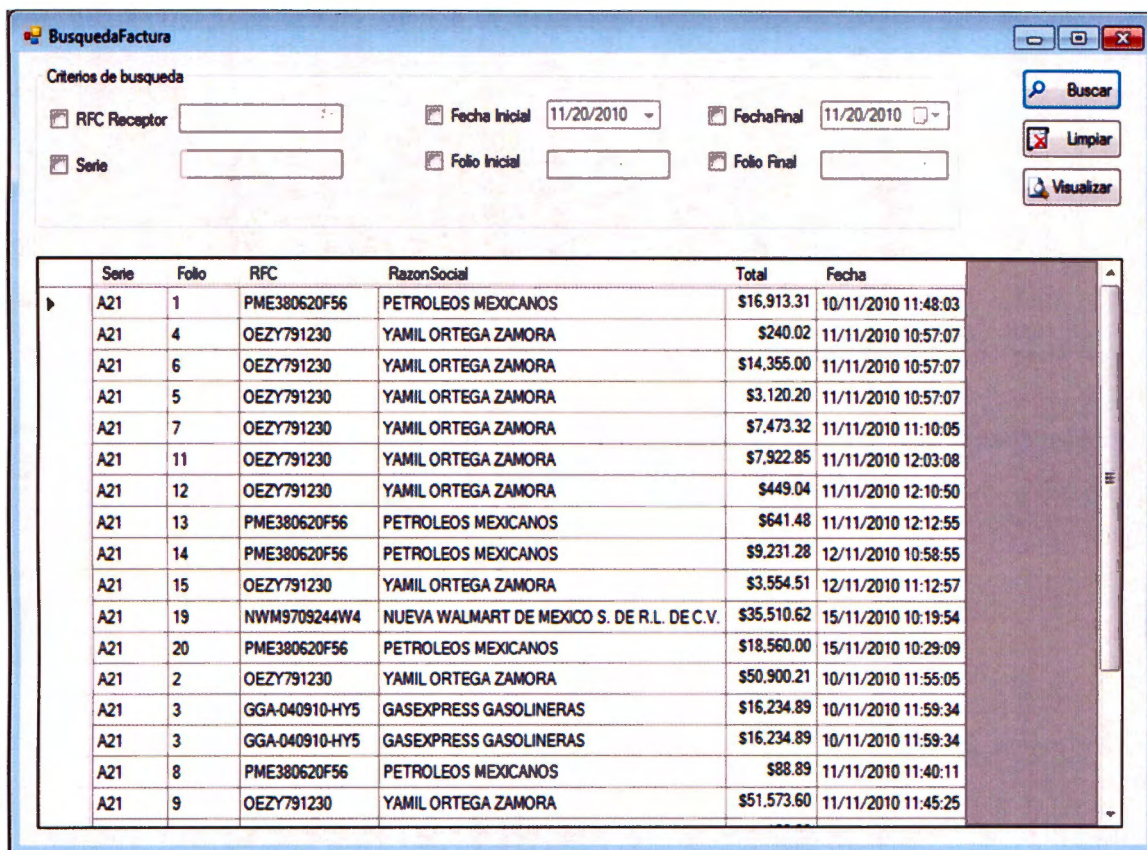 BusquedaFactura
Criterios de busqueda
RFC Receptor Fecha Inicial 11/20/2010 FechaFinal 11/20/2010 Buscar
Serie Folio Inicial Folio Final Limpiar
Visualizar
Serie Folio RFC RazonSocial Total Fecha
A21 1 PME380620F56 PETROLEOS MEXICANOS $16,913.31 10/11/2010 11:48:03
A21 4 OEZY791230 YAMIL ORTEGA ZAMORA $240.02 11/11/2010 10:57:07
A21 6 OEZY791230 YAMIL ORTEGA ZAMORA $14,355.00 11/11/2010 10:57:07
A21 5 OEZY791230 YAMIL ORTEGA ZAMORA $3,120.20 11/11/2010 10:57:07
A21 7 OEZY791230 YAMIL ORTEGA ZAMORA $7,473.32 11/11/2010 11:10:05
A21 11 OEZY791230 YAMIL ORTEGA ZAMORA $7,922.85 11/11/2010 12:03:08
A21 12 OEZY791230 YAMIL ORTEGA ZAMORA $449.04 11/11/2010 12:10:50
A21 13 PME380620F56 PETROLEOS MEXICANOS $641.48 11/11/2010 12:12:55
A21 14 PME380620F56 PETROLEOS MEXICANOS $9,231.28 12/11/2010 10:58:55
A21 15 OEZY791230 YAMIL ORTEGA ZAMORA $3,554.51 12/11/2010 11:12:57
A21 19 NWM9709244W4 NUEVA WALMART DE MEXICO S. DE R.L. DE C.V. $35,510.62 15/11/2010 10:19:54
A21 20 PME380620F56 PETROLEOS MEXICANOS $18,560.00 15/11/2010 10:29:09
A21 2 OEZY791230 YAMIL ORTEGA ZAMORA $50,900.21 10/11/2010 11:55:05
A21 3 GGA-040910-HY5 GASEXPRESS GASOLINERAS $16,234.89 10/11/2010 11:59:34
A21 3 GGA-040910-HY5 GASEXPRESS GASOLINERAS $16,234.89 10/11/2010 11:59:34
A21 8 PME380620F56 PETROLEOS MEXICANOS $88.89 11/11/2010 11:40:11
A21 9 OEZY791230 YAMIL ORTEGA ZAMORA $51,573.60 11/11/2010 11:45:25